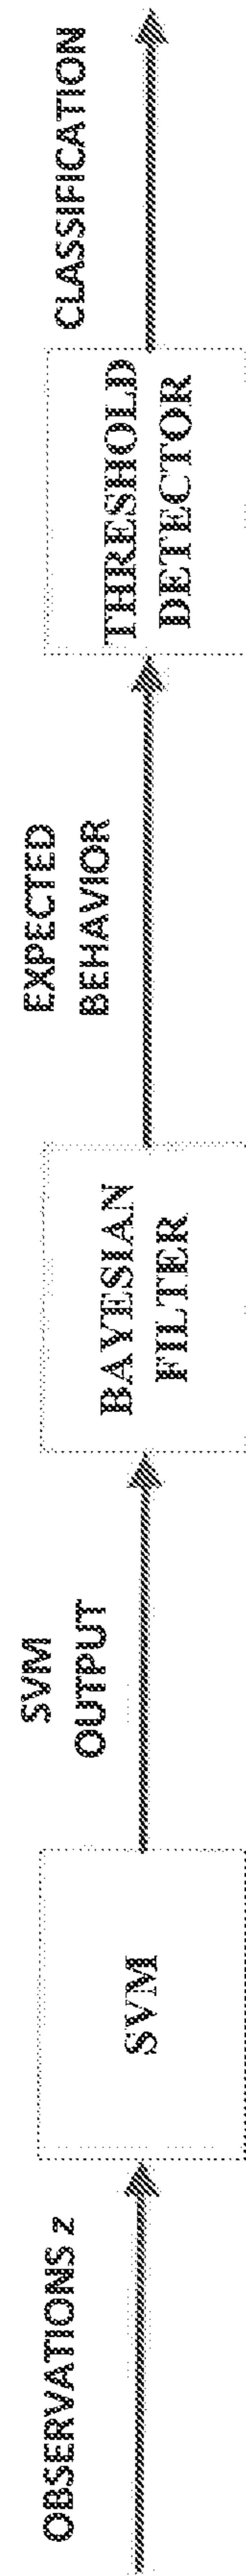 OBSERVATIONS z
SVM
SVM
OUTPUT
BAYESIAN
FILTER
EXPECTED
BEHAVIOR
THRESHOLD
DETECTOR
CLASSIFICATION